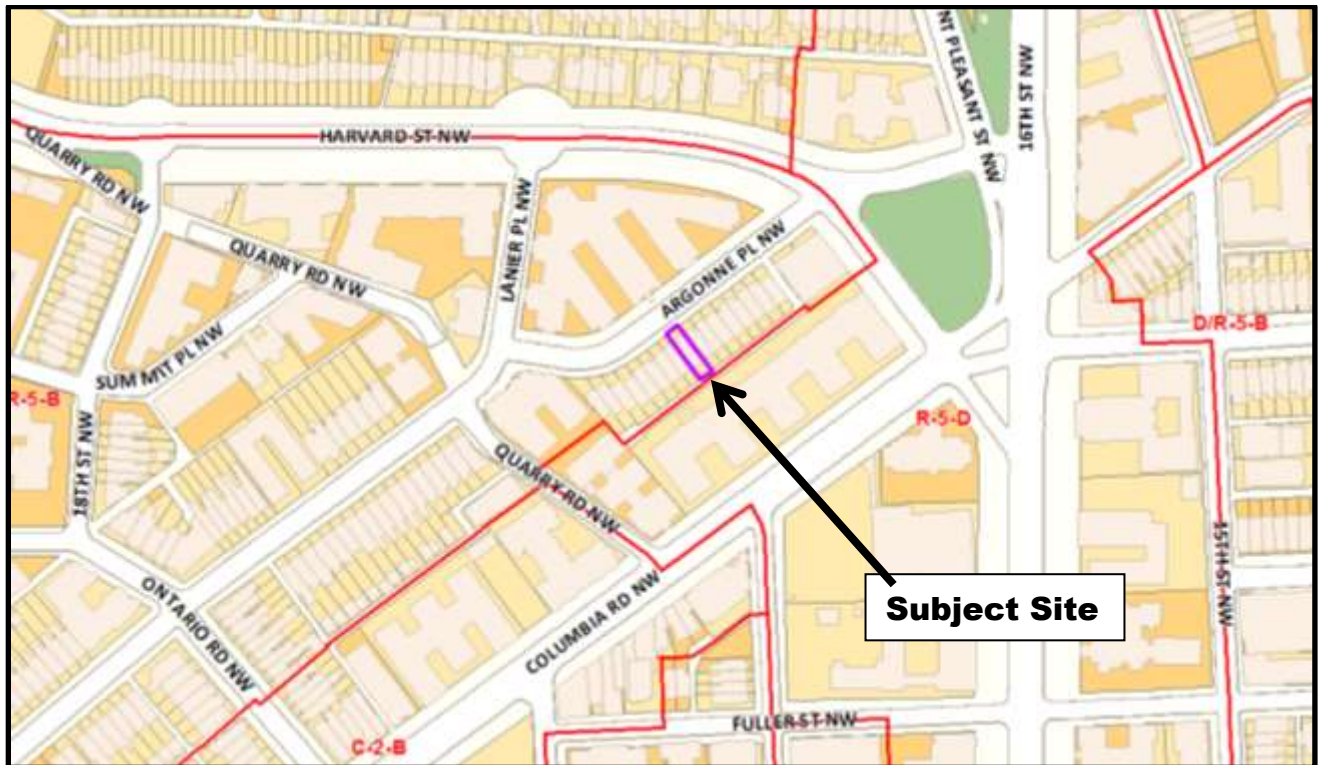 NT PLEASANT ST NW
16TH ST NW
HARVARD ST NW
QUARRY RD NW
LANIER PL NW
QUARRY RD NW
ARGONNE PL NW
SUMMIT PL NW
D/R-5-B
R-5-B
18TH ST NW
R-5-D
QUARRY RD NW
15TH ST NW
ONTARIO RD NW
COLUMBIA RD NW
Subject Site
FULLER ST NW
C-2-B